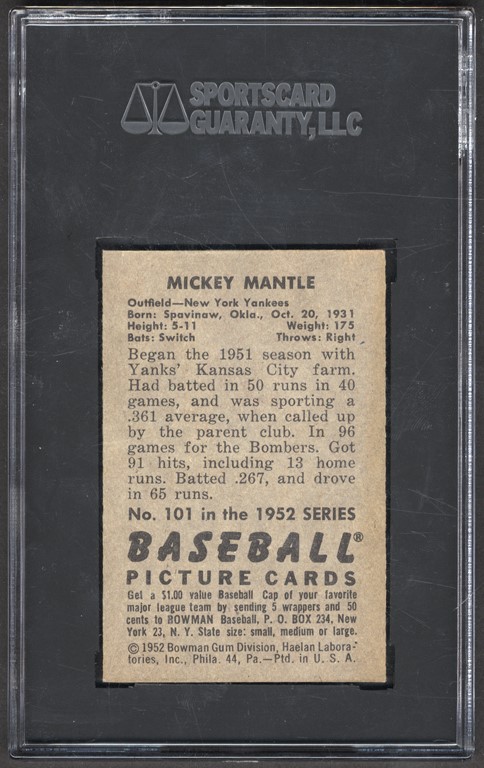 SPORTSCARD
GUARANTY, LLC
MICKEY MANTLE
Outfield—New York Yankees
Born: Spavinaw, Okla., Oct. 20, 1931
Height: 5-11 Weight: 175
Bats: Switch Throws: Right
Began the 1951 season with
Yanks' Kansas City farm.
Had batted in 50 runs in 40
games, and was sporting a
.361 average, when called up
by the parent club. In 96
games for the Bombers. Got
91 hits, including 13 home
runs. Batted .267, and drove
in 65 runs.
No. 101 in the 1952 SERIES
BASEBALL®
PICTURE CARDS
Get a $1.00 value Baseball Cap of your favorite
major league team by sending 5 wrappers and 50
cents to BOWMAN Baseball, P. O. BOX 234, New
York 23, N. Y. State size: small, medium or large.
© 1952 Bowman Gum Division, Haelan Labora-
tories, Inc., Phila. 44, Pa.—Ptd. in U. S. A.